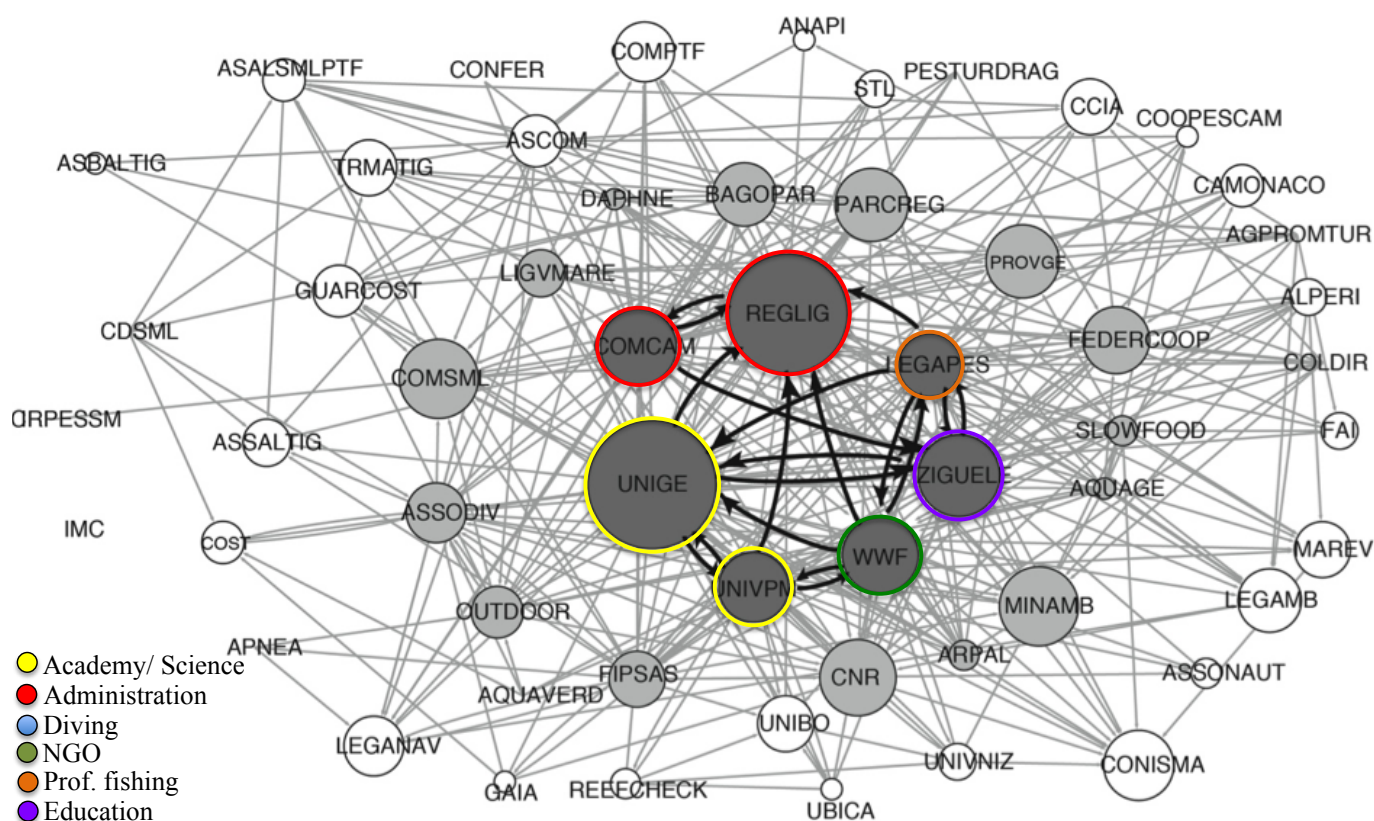 ANAPI
COMPTF
ASALSMLPTF
CONFER
PESTURDRAG
STL
CCIA
COOPESCAM
ASCOM
ASBALTIG
TRMATIG
CAMONACO
DAPHNE
BAGOPAR
PARCREG
AGPROMTUR
PROVGE
LIGVMARE
GUARCOST
ALPERI
REGLIG
CDSML
FEDERCOOP
COMCAM
COLDIR
LEGAPES
COMSML
RPESSM
SLOWFOOD
FAI
ASSALTIG
ZIGUELE
UNIGE
AQUAGE
ASSODIV
IMC
COST
MAREV
WWF
UNIVPM
LEGAMB
MINAMB
OUTDOOR
APNEA
ARPAL
Academy/ Science
ASSONAUT
FIPSAS
CNR
AQUAVERD
Administration
UNIBO
Diving
LEGANAV
NGO
UNIVNIZ
CONISMA
Prof. fishing
GAIA
REEFCHECK
UBICA
Education